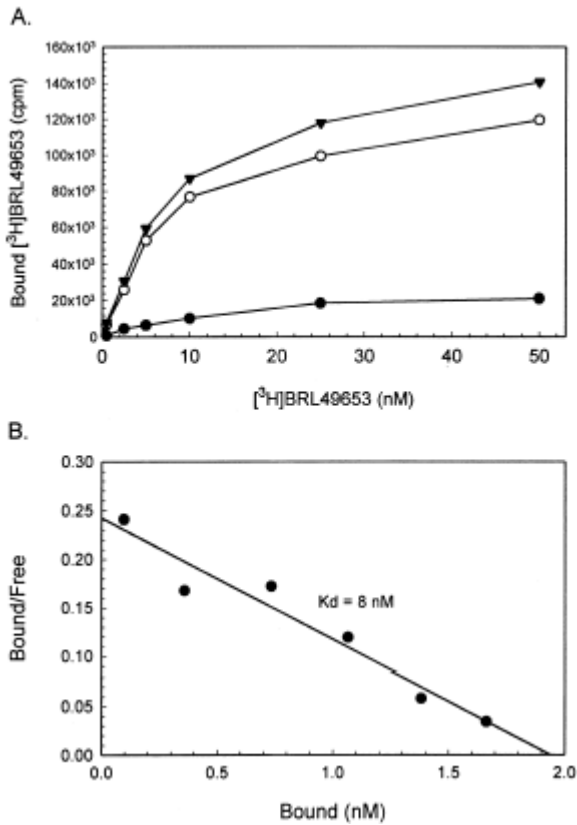 A.
160x10³
140x10³
120x10³
100x10³
80x10³
60x10³
40x10³
20x10³
0
Bound [³H]BRL49653 (cpm)
0 10 20 30 40 50
[³H]BRL49653 (nM)
B.
0.30
0.25
0.20
0.15
0.10
0.05
0.00
Bound/Free
Kd = 8 nM
0.0 0.5 1.0 1.5 2.0
Bound (nM)